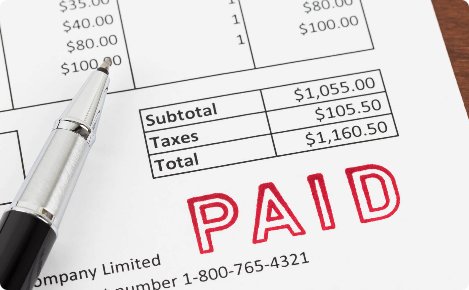 $35.00 1 $80.00
$40.00 1 $100.00
$80.00 1
$100.00
Subtotal $1,055.00
Taxes $105.50
Total $1,160.50
PAID
ompany Limited
number 1-800-765-4321